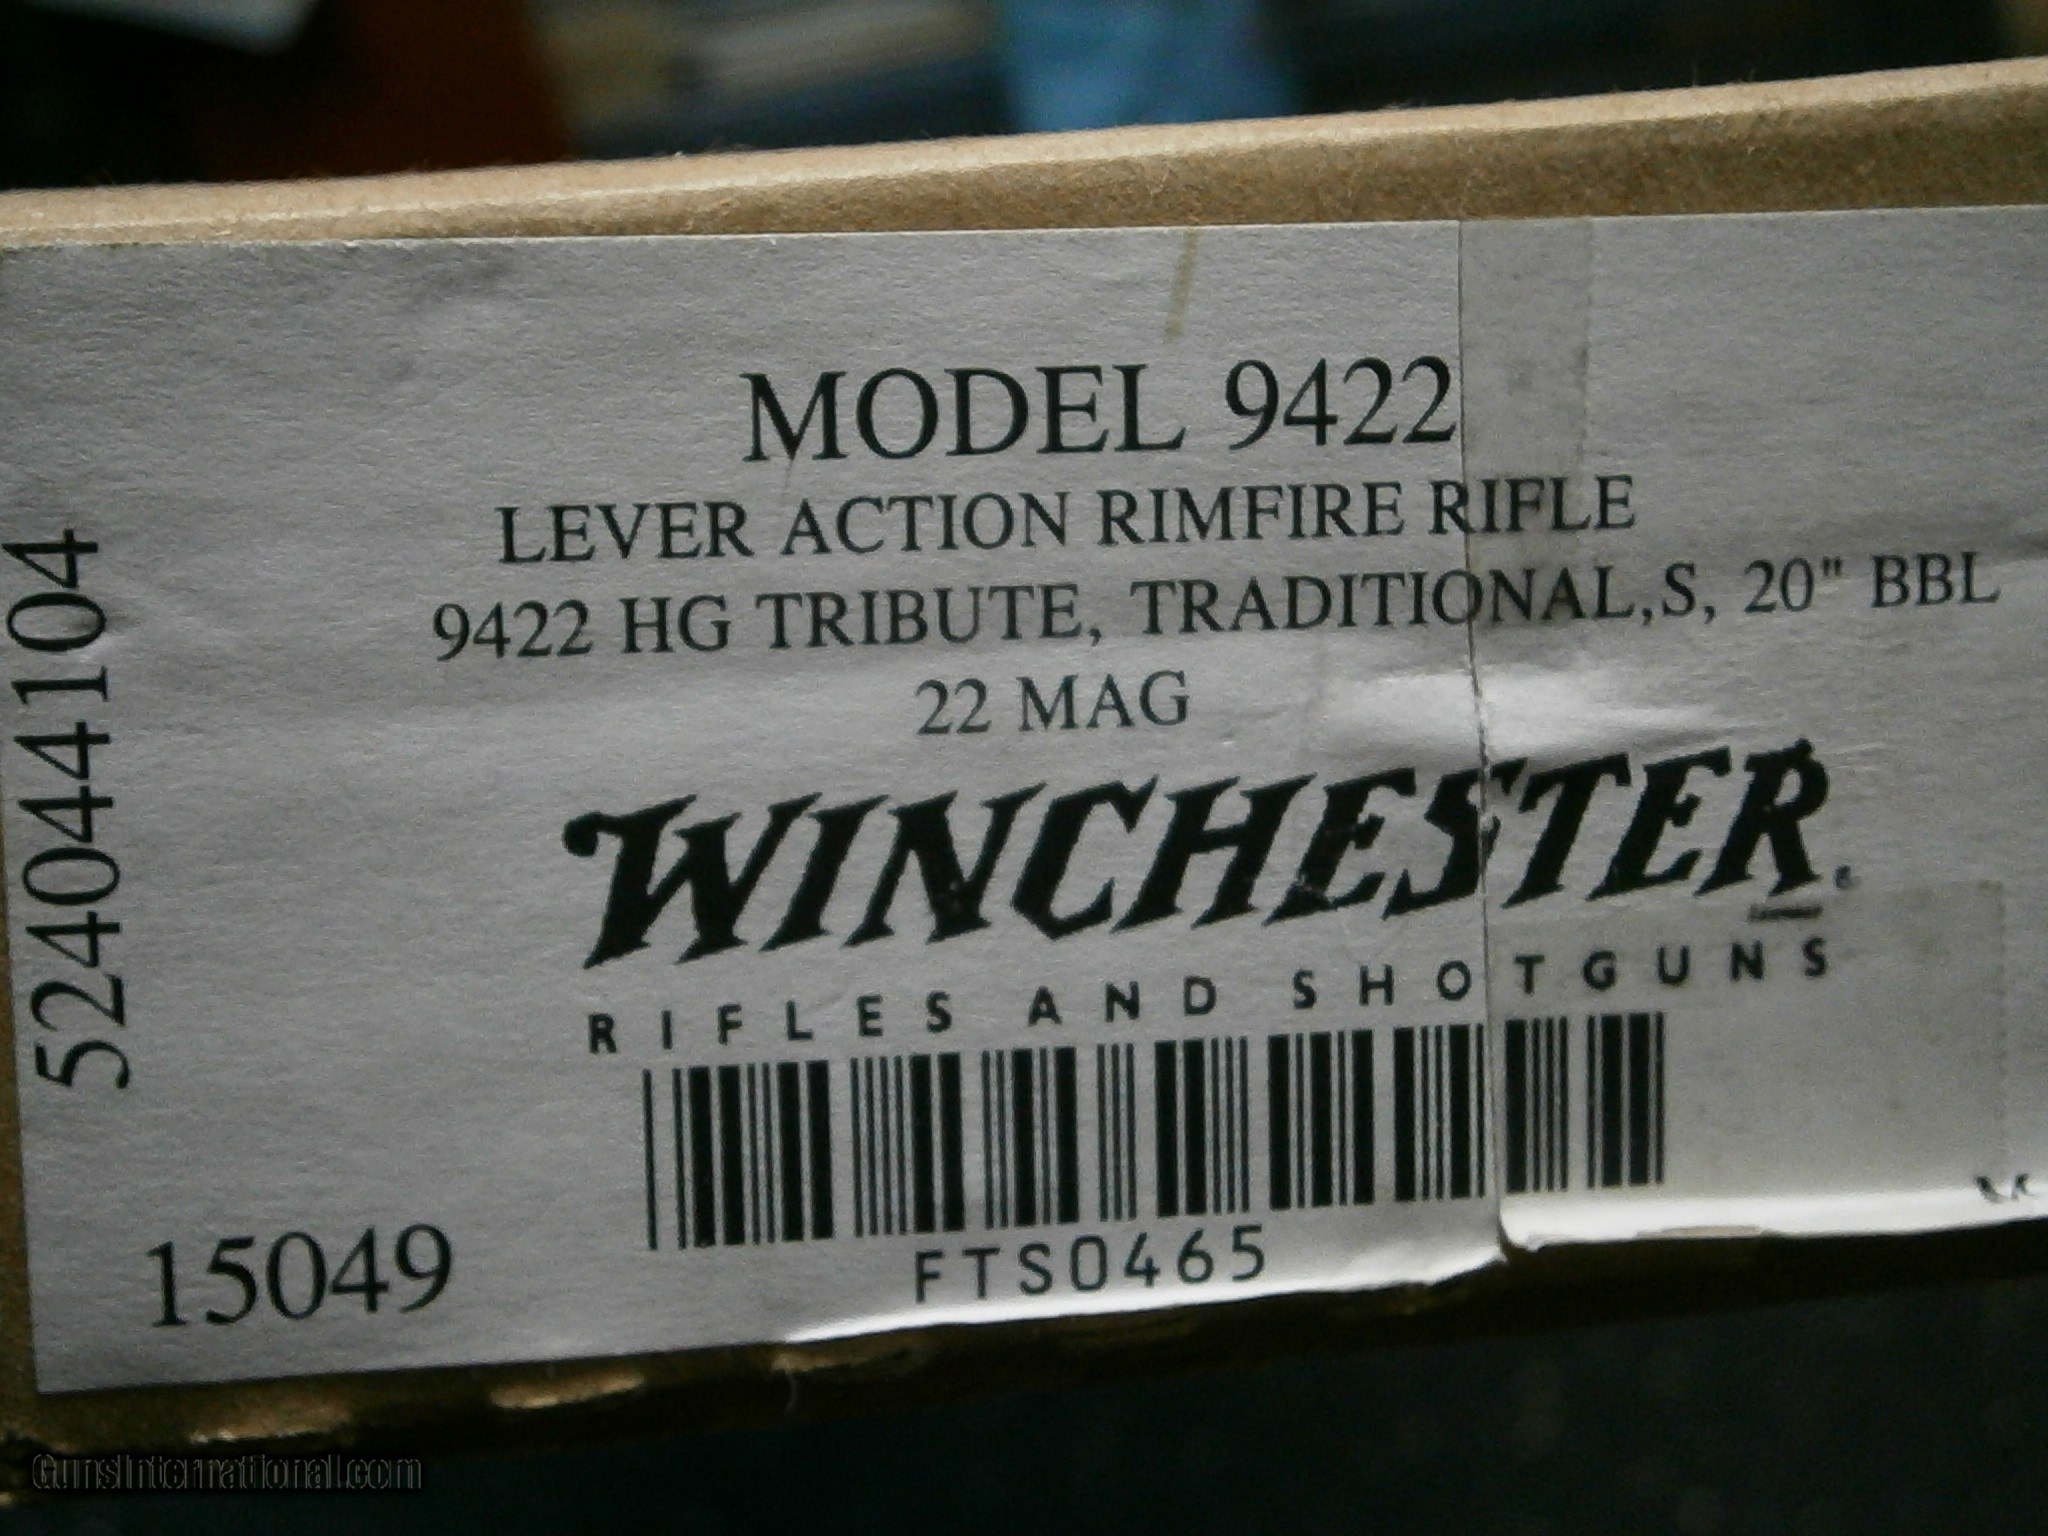 MODEL 9422
LEVER ACTION RIMFIRE RIFLE
9422 HG TRIBUTE, TRADITIONAL,S, 20" BBL
22 MAG
WINCHESTER
RIFLES AND SHOTGUNS
FTS0465
15049
524044104
GunsInternational.com